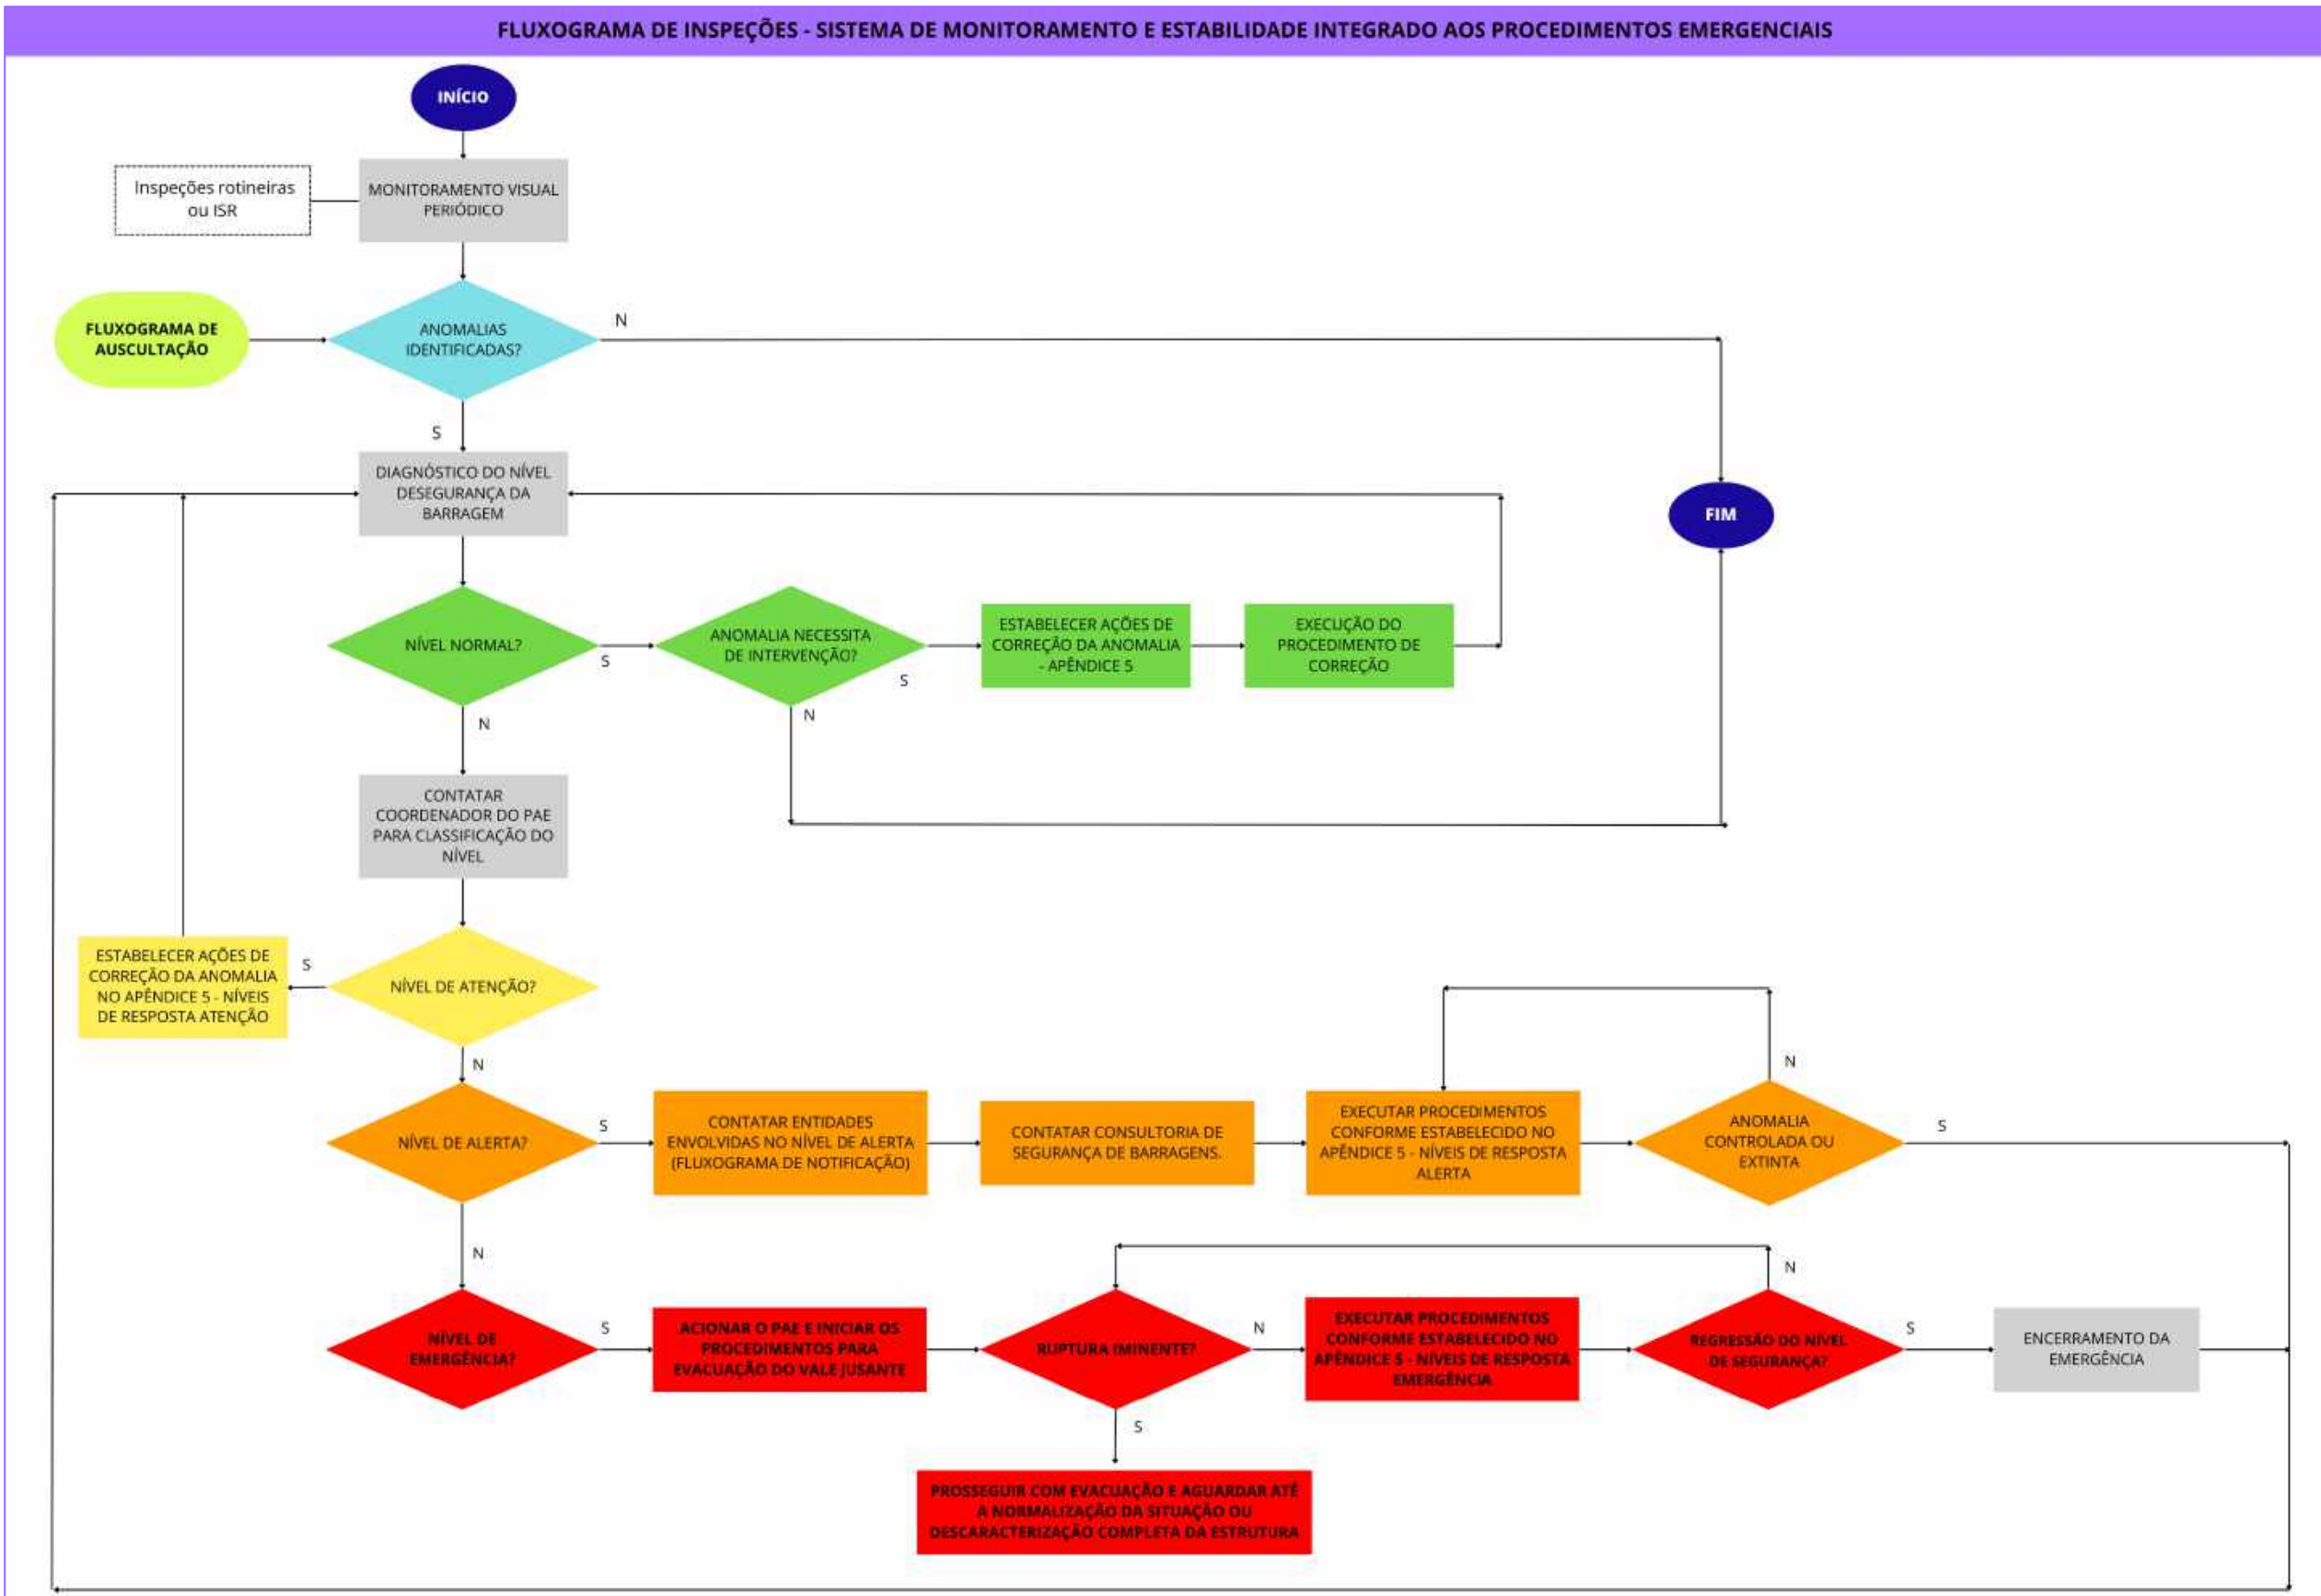 FLUXOGRAMA DE INSPEÇÕES - SISTEMA DE MONITORAMENTO E ESTABILIDADE INTEGRADO AOS PROCEDIMENTOS EMERGENCIAIS
INÍCIO
Inspeções rotineiras
ou ISR
MONITORAMENTO VISUAL
PERIÓDICO
FLUXOGRAMA DE
AUSCULTAÇÃO
ANOMALIAS
IDENTIFICADAS?
N
S
DIAGNÓSTICO DO NÍVEL
DESEGURANÇA DA
BARRAGEM
FIM
NÍVEL NORMAL?
S
ANOMALIA NECESSITA
DE INTERVENÇÃO?
S
ESTABELECER AÇÕES DE
CORREÇÃO DA ANOMALIA
- APÊNDICE 5
EXECUÇÃO DO
PROCEDIMENTO DE
CORREÇÃO
N
N
CONTATAR
COORDENADOR DO PAE
PARA CLASSIFICAÇÃO DO
NÍVEL
ESTABELECER AÇÕES DE
CORREÇÃO DA ANOMALIA
NO APÊNDICE 5 - NÍVEIS
DE RESPOSTA ATENÇÃO
S
NÍVEL DE ATENÇÃO?
N
NÍVEL DE ALERTA?
S
CONTATAR ENTIDADES
ENVOLVIDAS NO NÍVEL DE ALERTA
(FLUXOGRAMA DE NOTIFICAÇÃO)
CONTATAR CONSULTORIA DE
SEGURANÇA DE BARRAGENS.
EXECUTAR PROCEDIMENTOS
CONFORME ESTABELECIDO NO
APÊNDICE 5 - NÍVEIS DE RESPOSTA
ALERTA
N
ANOMALIA
CONTROLADA OU
EXTINTA
S
N
NÍVEL DE
EMERGÊNCIA?
S
ACIONAR O PAE E INICIAR OS
PROCEDIMENTOS PARA
EVACUAÇÃO DO VALE JUSANTE
RUPTURA IMINENTE?
N
EXECUTAR PROCEDIMENTOS
CONFORME ESTABELECIDO NO
APÊNDICE 5 - NÍVEIS DE RESPOSTA
EMERGÊNCIA
N
REGRESSÃO DO NÍVEL
DE SEGURANÇA?
S
ENCERRAMENTO DA
EMERGÊNCIA
S
PROSSEGUIR COM EVACUAÇÃO E AGUARDAR ATÉ
A NORMALIZAÇÃO DA SITUAÇÃO OU
DESCARACTERIZAÇÃO COMPLETA DA ESTRUTURA